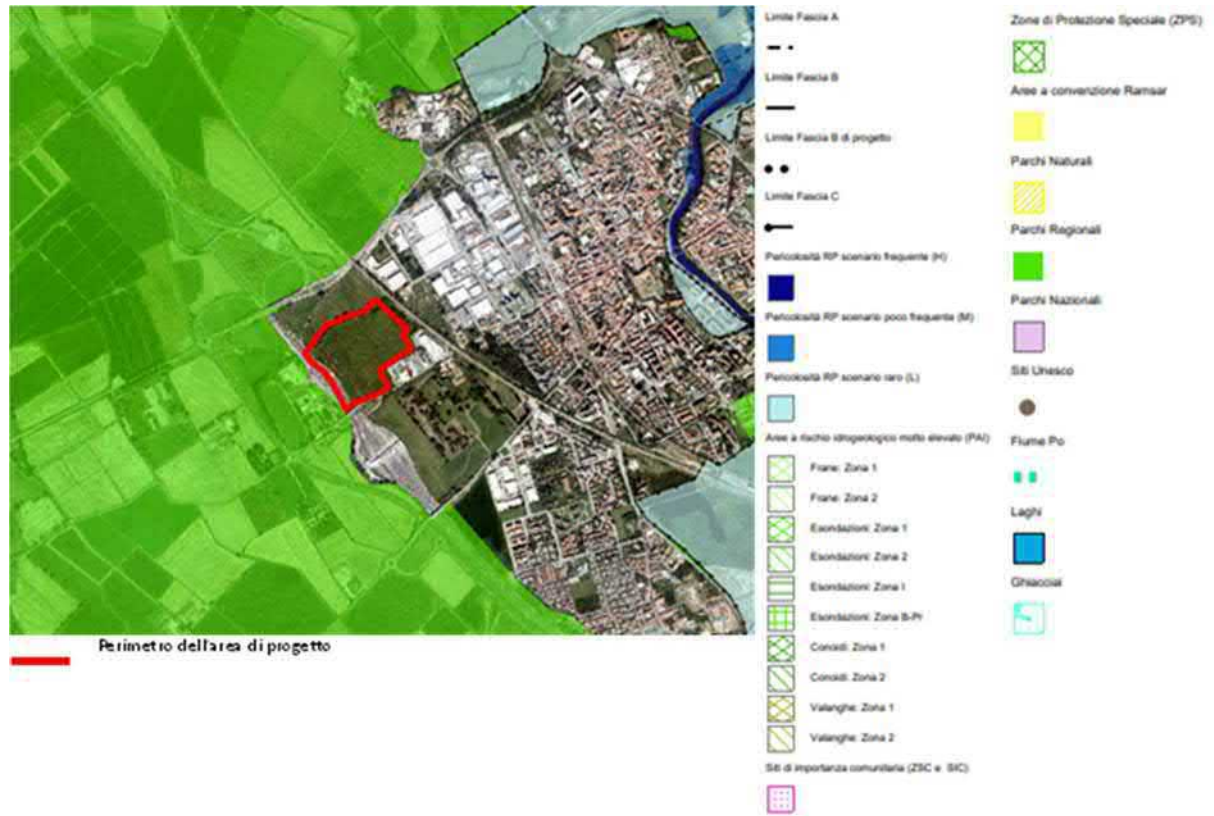 Limite Fascia A
Limite Fascia B
Limite Fascia B di progetto
Limite Fascia C
Pericolosità RP scenario frequente (H)
Pericolosità RP scenario poco frequente (M)
Pericolosità RP scenario raro (L)
Aree a rischio idrogeologico molto elevato (PAI)
Frane: Zona 1
Frane: Zona 2
Esondazioni: Zona 1
Esondazioni: Zona 2
Esondazioni: Zona I
Esondazioni: Zona B-Pr
Conoidi: Zona 1
Conoidi: Zona 2
Valanghe: Zona 1
Valanghe: Zona 2
Siti di importanza comunitaria (ZSC e SIC)
Zone di Protezione Speciale (ZPS)
Aree a convenzione Ramsar
Parchi Naturali
Parchi Regionali
Parchi Nazionali
Siti Unesco
Fiume Po
Laghi
Ghiacciai
Perimetro dell'area di progetto